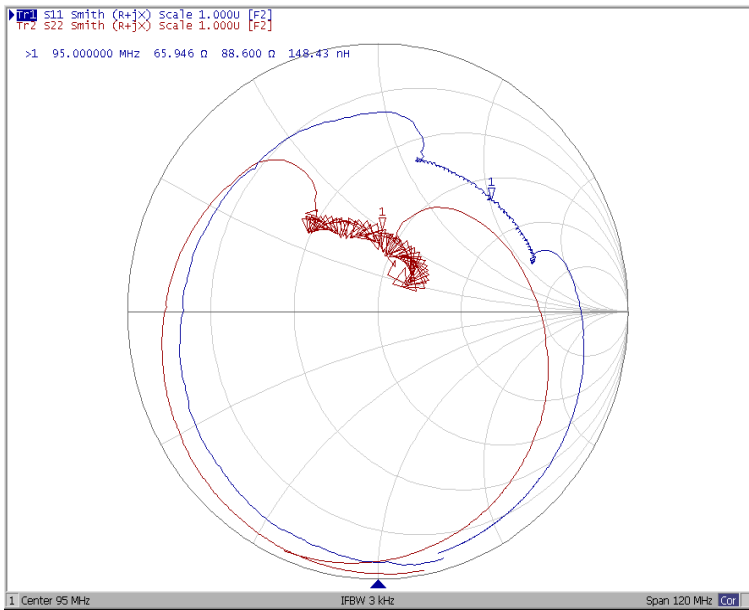 Tr1 S11 Smith (R+jX) Scale 1.000U [F2]
Tr2 S22 Smith (R+jX) Scale 1.000U [F2]
>1 95.000000 MHz 65.946 Ω 88.600 Ω 148.43 nH
1
1
1 Center 95 MHz IFBW 3 kHz Span 120 MHz Cor